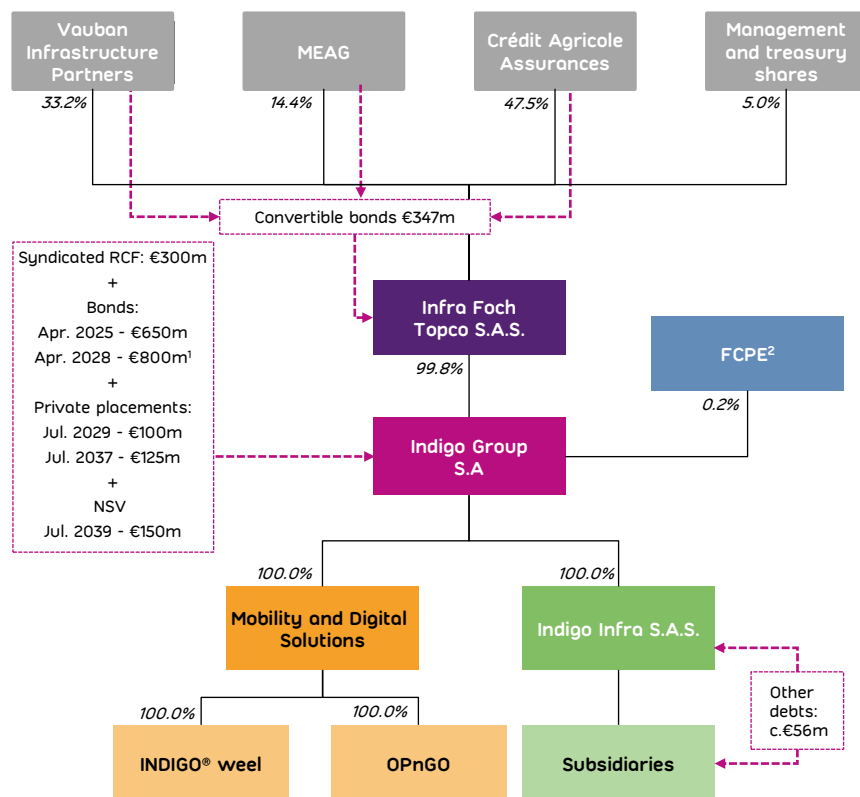 Vauban
Infrastructure
Partners
MEAG
Crédit Agricole
Assurances
Management
and treasury
shares
33.2%
14.4%
47.5%
5.0%
Convertible bonds €347m
Syndicated RCF: €300m
+
Bonds:
Apr. 2025 - €650m
Apr. 2028 - €800m¹
+
Private placements:
Jul. 2029 - €100m
Jul. 2037 - €125m
+
NSV
Jul. 2039 - €150m
Infra Foch
Topco S.A.S.
FCPE²
99.8%
0.2%
Indigo Group
S.A
100.0%
100.0%
Mobility and Digital
Solutions
Indigo Infra S.A.S.
Other
debts:
c.€56m
100.0%
100.0%
INDIGO® weel
OPnGO
Subsidiaries